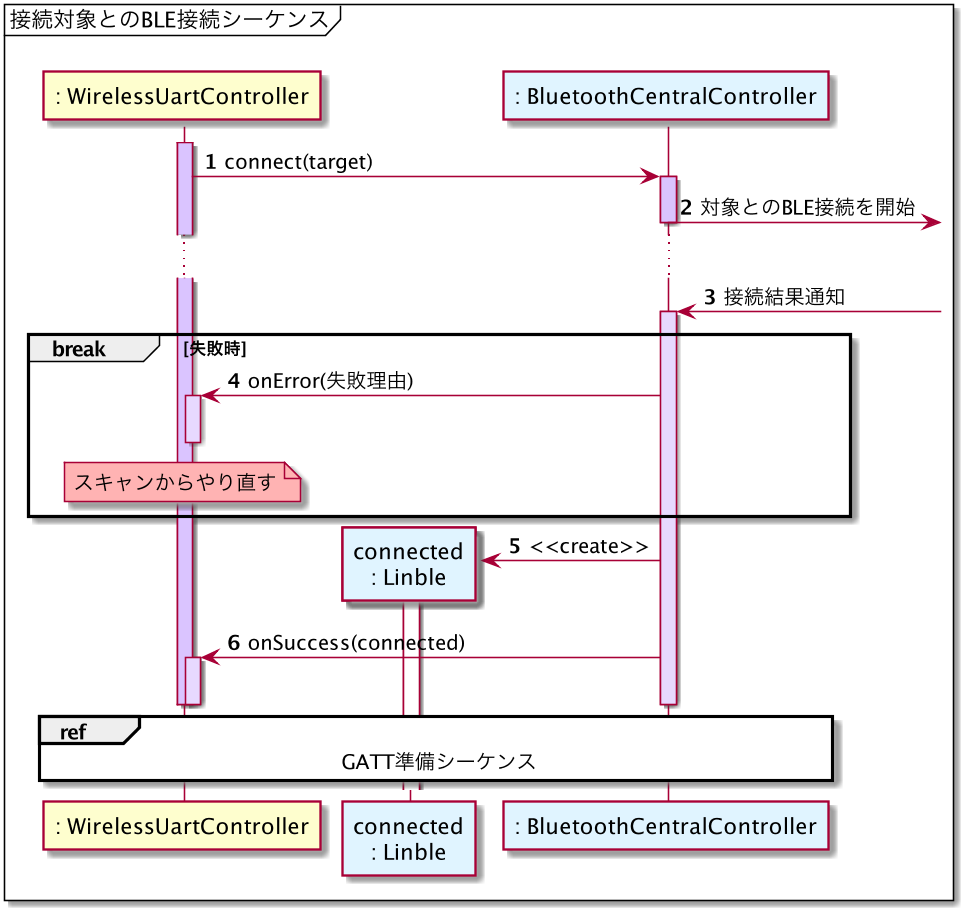 接続対象とのBLE接続シーケンス
: WirelessUartController
: BluetoothCentralController
1 connect(target)
2 対象とのBLE接続を開始
3 接続結果通知
break [失敗時]
4 onError(失敗理由)
スキャンからやり直す
5 <<create>>
connected
: Linble
6 onSuccess(connected)
ref
GATT準備シーケンス
: WirelessUartController
connected
: Linble
: BluetoothCentralController